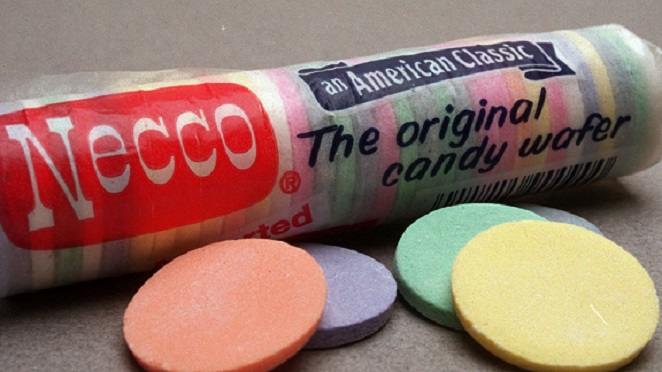 Necco®
an American Classic
The original
candy wafer